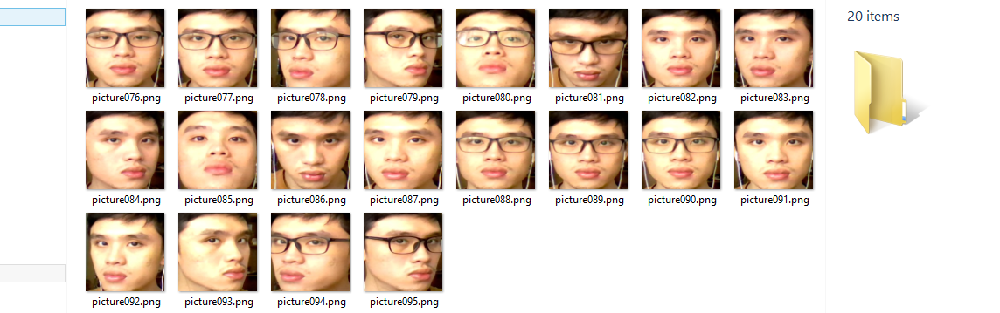 20 items
picture076.png picture077.png picture078.png picture079.png picture080.png picture081.png picture082.png picture083.png
picture084.png picture085.png picture086.png picture087.png picture088.png picture089.png picture090.png picture091.png
picture092.png picture093.png picture094.png picture095.png